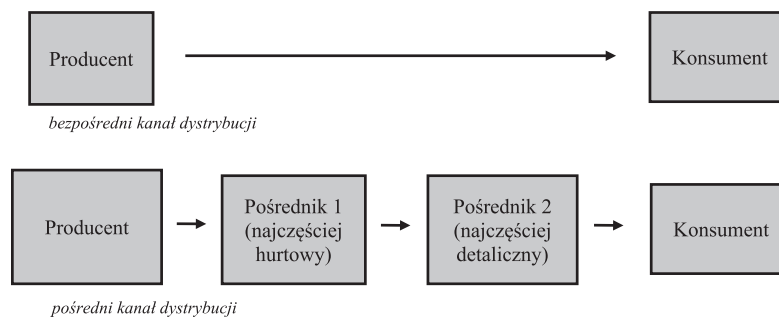 Producent
Konsument
bezpośredni kanał dystrybucji
Producent
Pośrednik 1
(najczęściej
hurtowy)
Pośrednik 2
(najczęściej
detaliczny)
Konsument
pośredni kanał dystrybucji